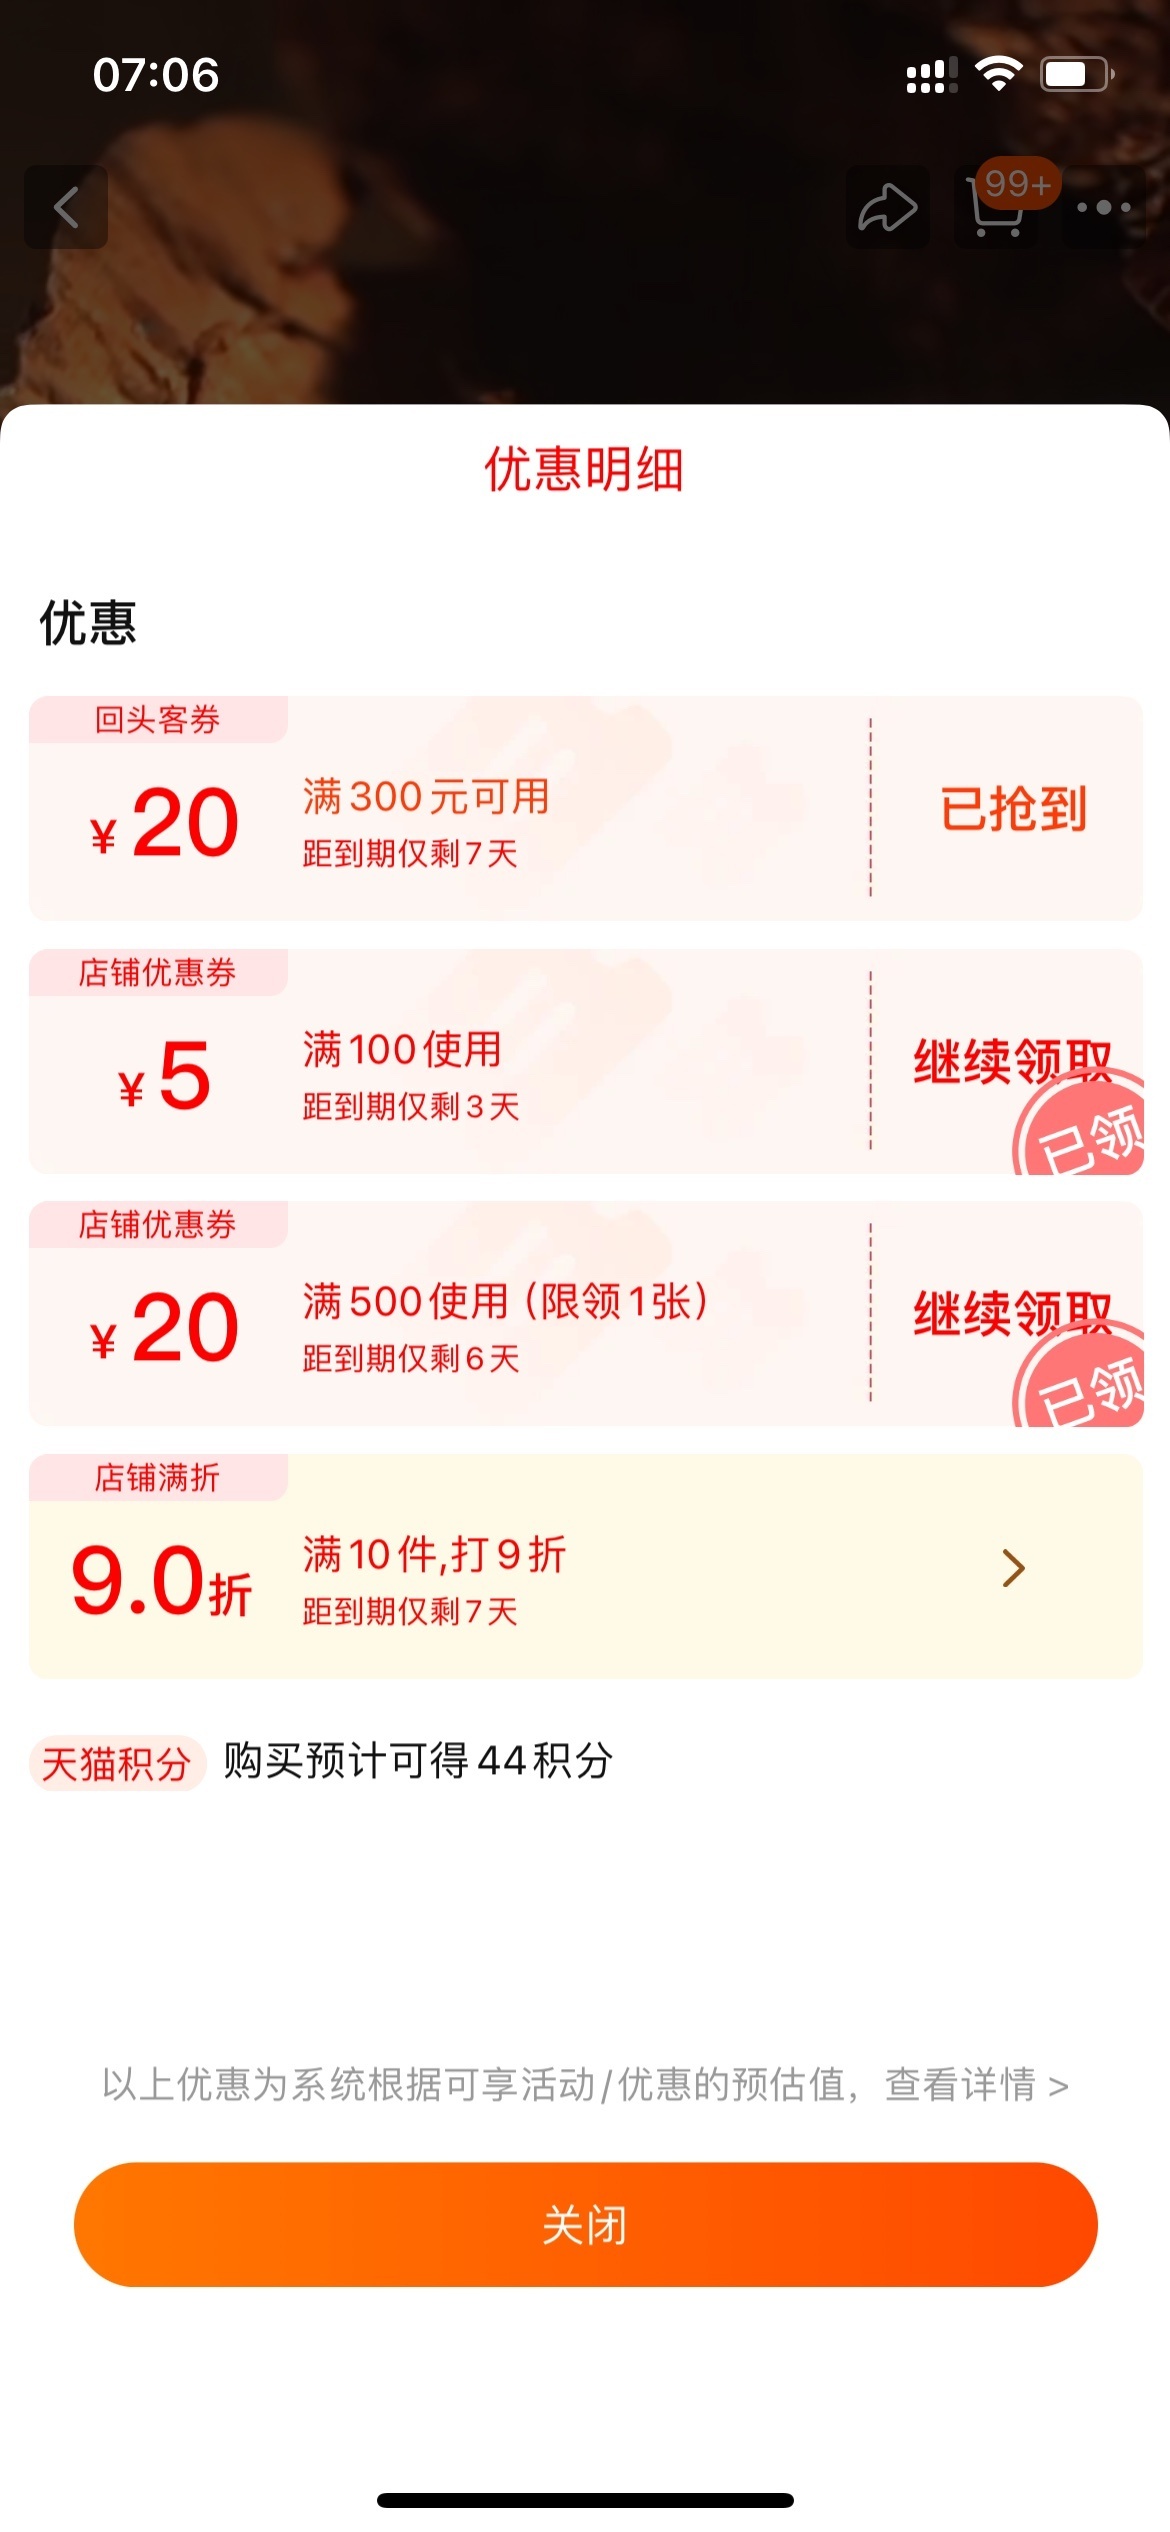 07:06
99+
优惠明细
优惠
回头客券
¥20
满300元可用
距到期仅剩7天
已抢到
店铺优惠券
¥5
满100使用
距到期仅剩3天
继续领取
已领
店铺优惠券
¥20
满500使用（限领1张）
距到期仅剩6天
继续领取
已领
店铺满折
9.0折
满10件,打9折
距到期仅剩7天
天猫积分 购买预计可得44积分
以上优惠为系统根据可享活动/优惠的预估值，查看详情 >
关闭